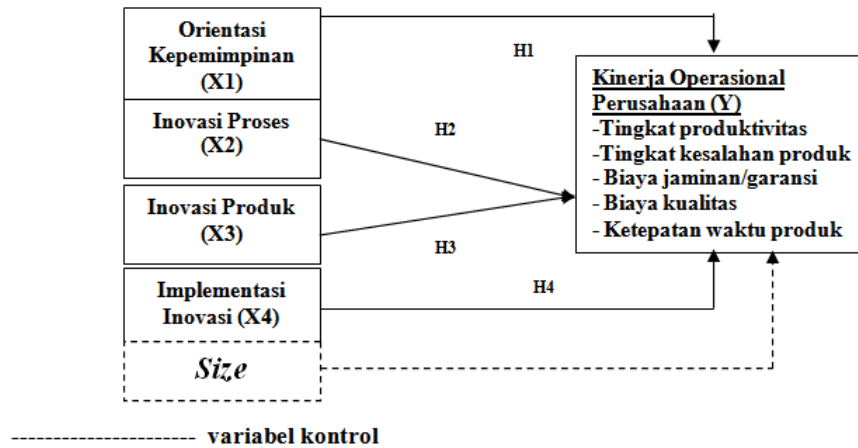 Orientasi
Kepemimpinan
(X1)
H1
Inovasi Proses
(X2)
H2
Inovasi Produk
(X3)
H3
Implementasi
Inovasi (X4)
H4
Size
Kinerja Operasional
Perusahaan (Y)
-Tingkat produktivitas
-Tingkat kesalahan produk
- Biaya jaminan/garansi
- Biaya kualitas
- Ketepatan waktu produk
variabel kontrol